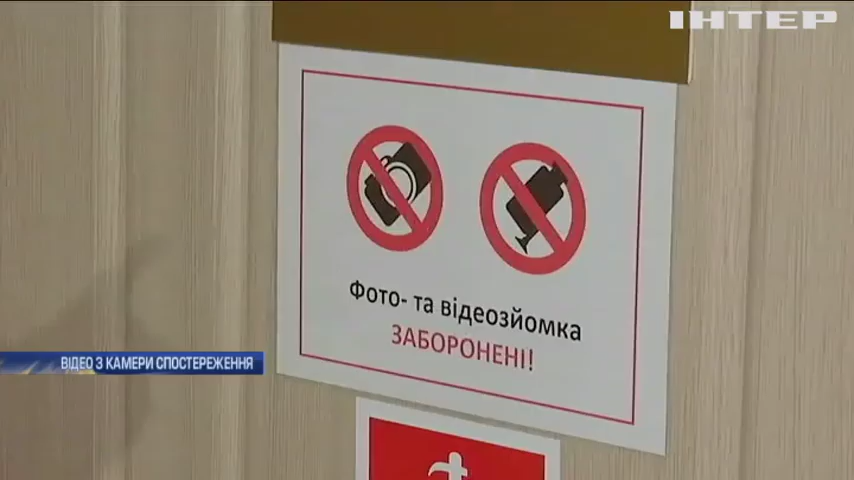 ІНТЕР
Фото- та відеозйомка
ЗАБОРОНЕНІ!
ВІДЕО З КАМЕРИ СПОСТЕРЕЖЕННЯ